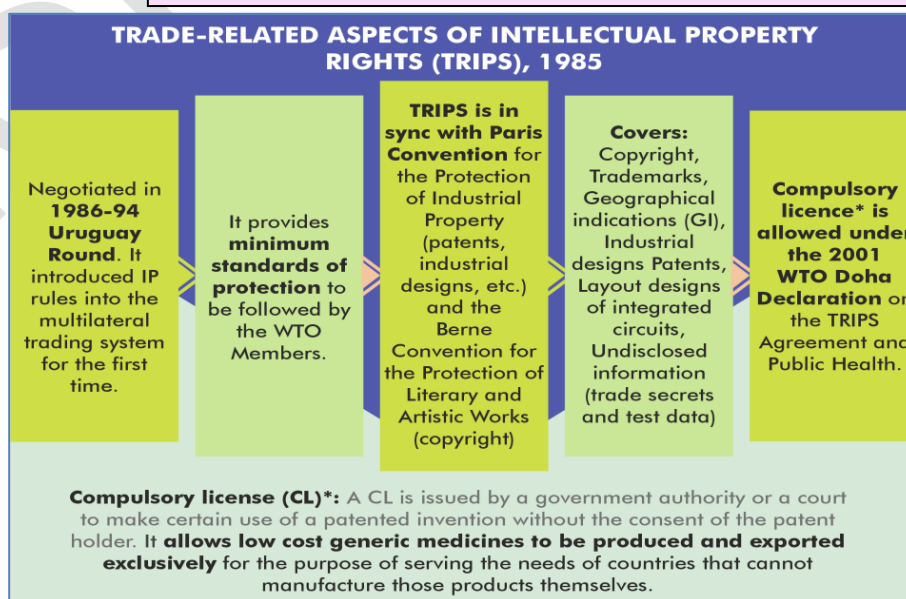 TRADE-RELATED ASPECTS OF INTELLECTUAL PROPERTY
RIGHTS (TRIPS), 1985
Negotiated in
1986-94
Uruguay
Round. It
introduced IP
rules into the
multilateral
trading system
for the first
time.
It provides
minimum
standards of
protection to
be followed by
the WTO
Members.
TRIPS is in
sync with Paris
Convention for
the Protection
of Industrial
Property
(patents,
industrial
designs, etc.)
and the
Berne
Convention for
the Protection of
Literary and
Artistic Works
(copyright)
Covers:
Copyright,
Trademarks,
Geographical
indications (GI),
Industrial
designs Patents,
Layout designs
of integrated
circuits,
Undisclosed
information
(trade secrets
and test data)
Compulsory
licence* is
allowed under
the 2001
WTO Doha
Declaration on
the TRIPS
Agreement and
Public Health.
Compulsory license (CL)*: A CL is issued by a government authority or a court
to make certain use of a patented invention without the consent of the patent
holder. It allows low cost generic medicines to be produced and exported
exclusively for the purpose of serving the needs of countries that cannot
manufacture those products themselves.